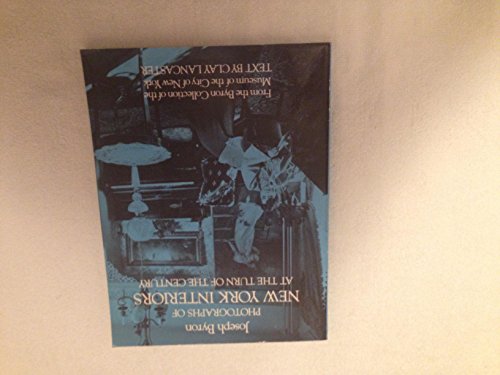 Joseph Byron
PHOTOGRAPHS OF
NEW YORK INTERIORS
AT THE TURN OF THE CENTURY
From the Byron Collection of the
Museum of the City of New York
TEXT BY CLAY LANCASTER